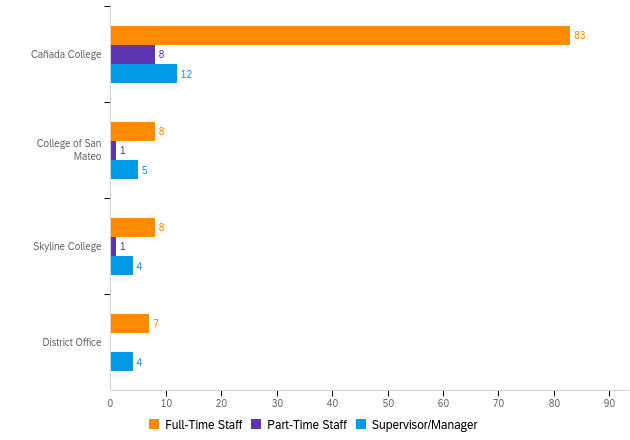 Cañada College
83
8
12
College of San
Mateo
8
1
5
Skyline College
8
1
4
District Office
7
4
0 10 20 30 40 50 60 70 80 90
Full-Time Staff Part-Time Staff Supervisor/Manager